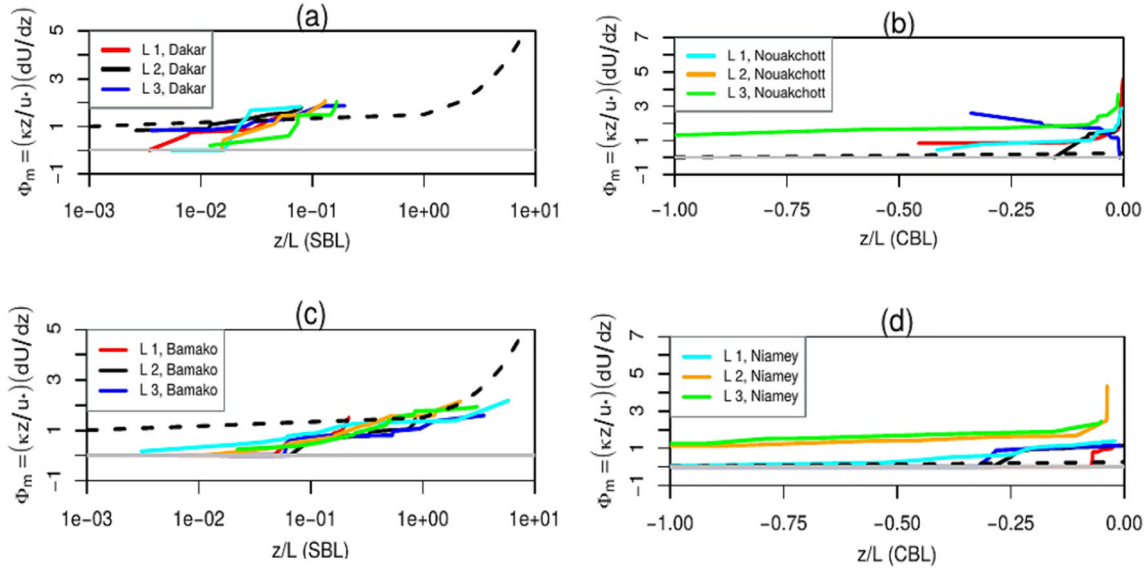 (a)
Φm = (κz/u*)(dU/dz)
5
3
1
−1
L 1, Dakar
L 2, Dakar
L 3, Dakar
1e−03 1e−02 1e−01 1e+00 1e+01
z/L (SBL)
(b)
Φm = (κz/u*)(dU/dz)
7
5
3
1
−1
L 1, Nouakchott
L 2, Nouakchott
L 3, Nouakchott
−1.00 −0.75 −0.50 −0.25 0.00
z/L (CBL)
(c)
Φm = (κz/u*)(dU/dz)
5
3
1
−1
L 1, Bamako
L 2, Bamako
L 3, Bamako
1e−03 1e−02 1e−01 1e+00 1e+01
z/L (SBL)
(d)
Φm = (κz/u*)(dU/dz)
7
5
3
1
−1
L 1, Niamey
L 2, Niamey
L 3, Niamey
−1.00 −0.75 −0.50 −0.25 0.00
z/L (CBL)